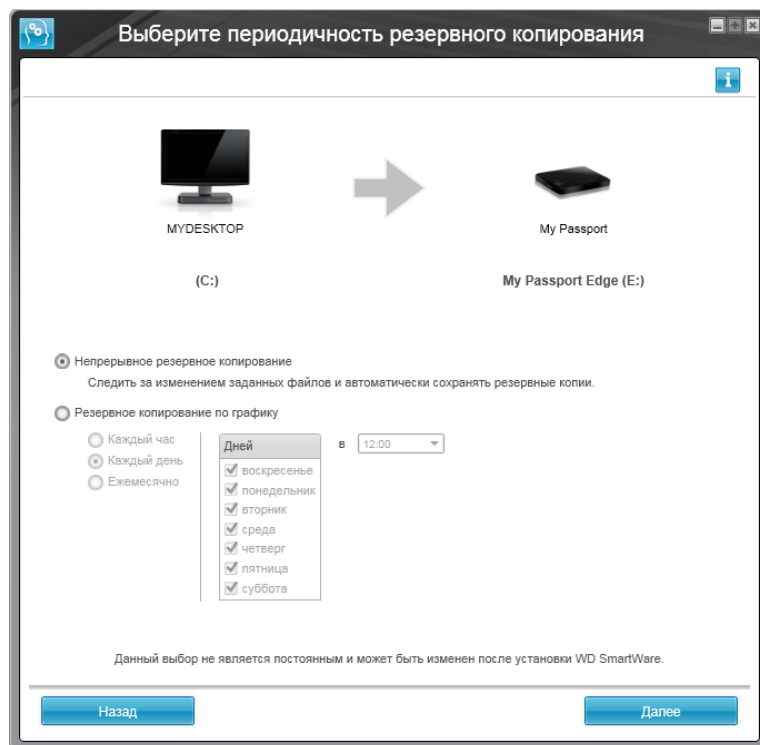 Выберите периодичность резервного копирования
MYDESKTOP
My Passport
(C:)
My Passport Edge (E:)
Непрерывное резервное копирование
Следить за изменением заданных файлов и автоматически сохранять резервные копии.
Резервное копирование по графику
Каждый час
Каждый день
Ежемесячно
Дней
воскресенье
понедельник
вторник
среда
четверг
пятница
суббота
в 12:00
Данный выбор не является постоянным и может быть изменен после установки WD SmartWare.
Назад
Далее